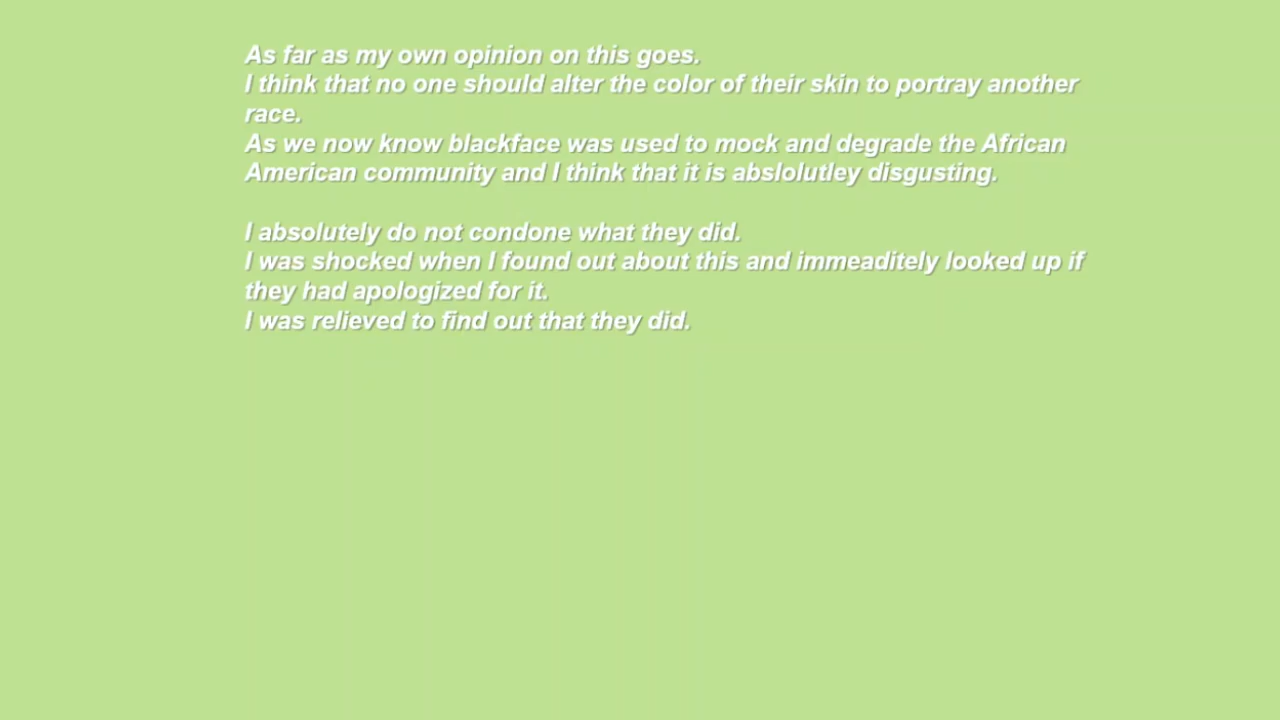 As far as my own opinion on this goes.
I think that no one should alter the color of their skin to portray another
race.
As we now know blackface was used to mock and degrade the African
American community and I think that it is abslolutley disgusting.
I absolutely do not condone what they did.
I was shocked when I found out about this and immeaditely looked up if
they had apologized for it.
I was relieved to find out that they did.